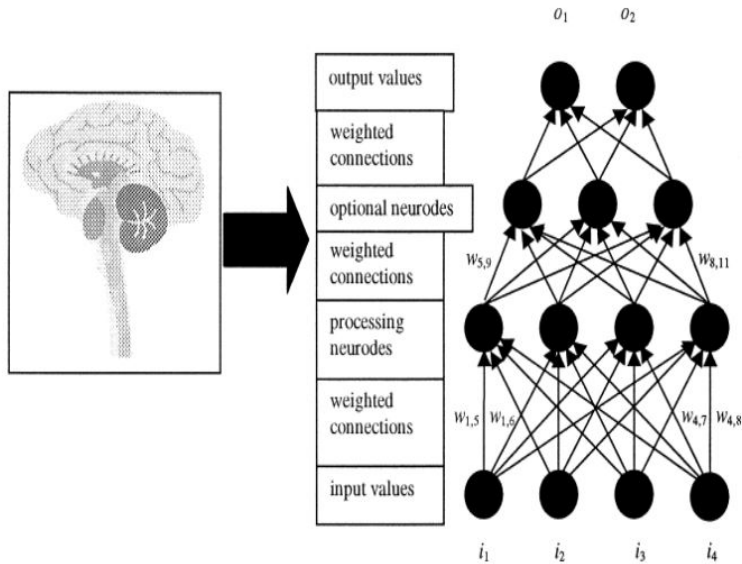 o1 o2
output values
weighted
connections
optional neurodes
weighted
connections
w5,9 w8,11
processing
neurodes
weighted
connections
w1,5 w1,6 w4,7 w4,8
input values
i1 i2 i3 i4